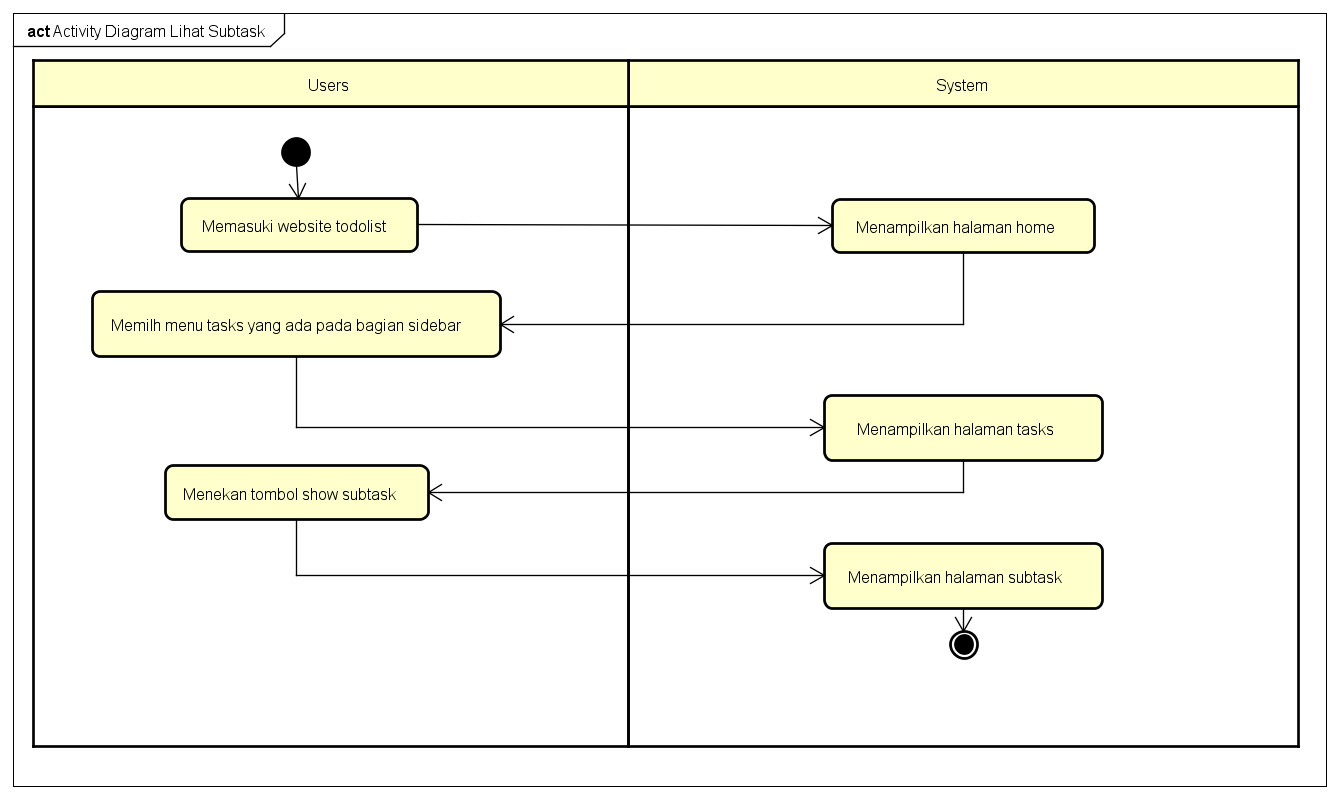 act Activity Diagram Lihat Subtask
Users
System
Memasuki website todolist
Menampilkan halaman home
Memilh menu tasks yang ada pada bagian sidebar
Menampilkan halaman tasks
Menekan tombol show subtask
Menampilkan halaman subtask